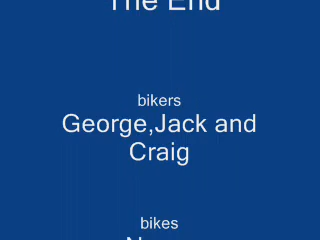 The End
bikers
George,Jack and
Craig
bikes